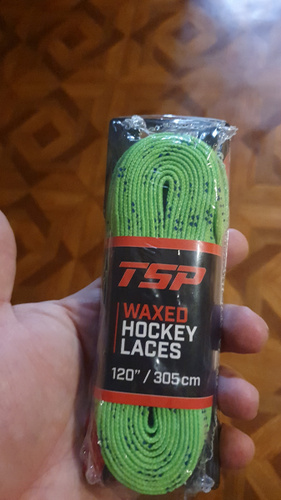 TSP
WAXED
HOCKEY
LACES
120" / 305cm